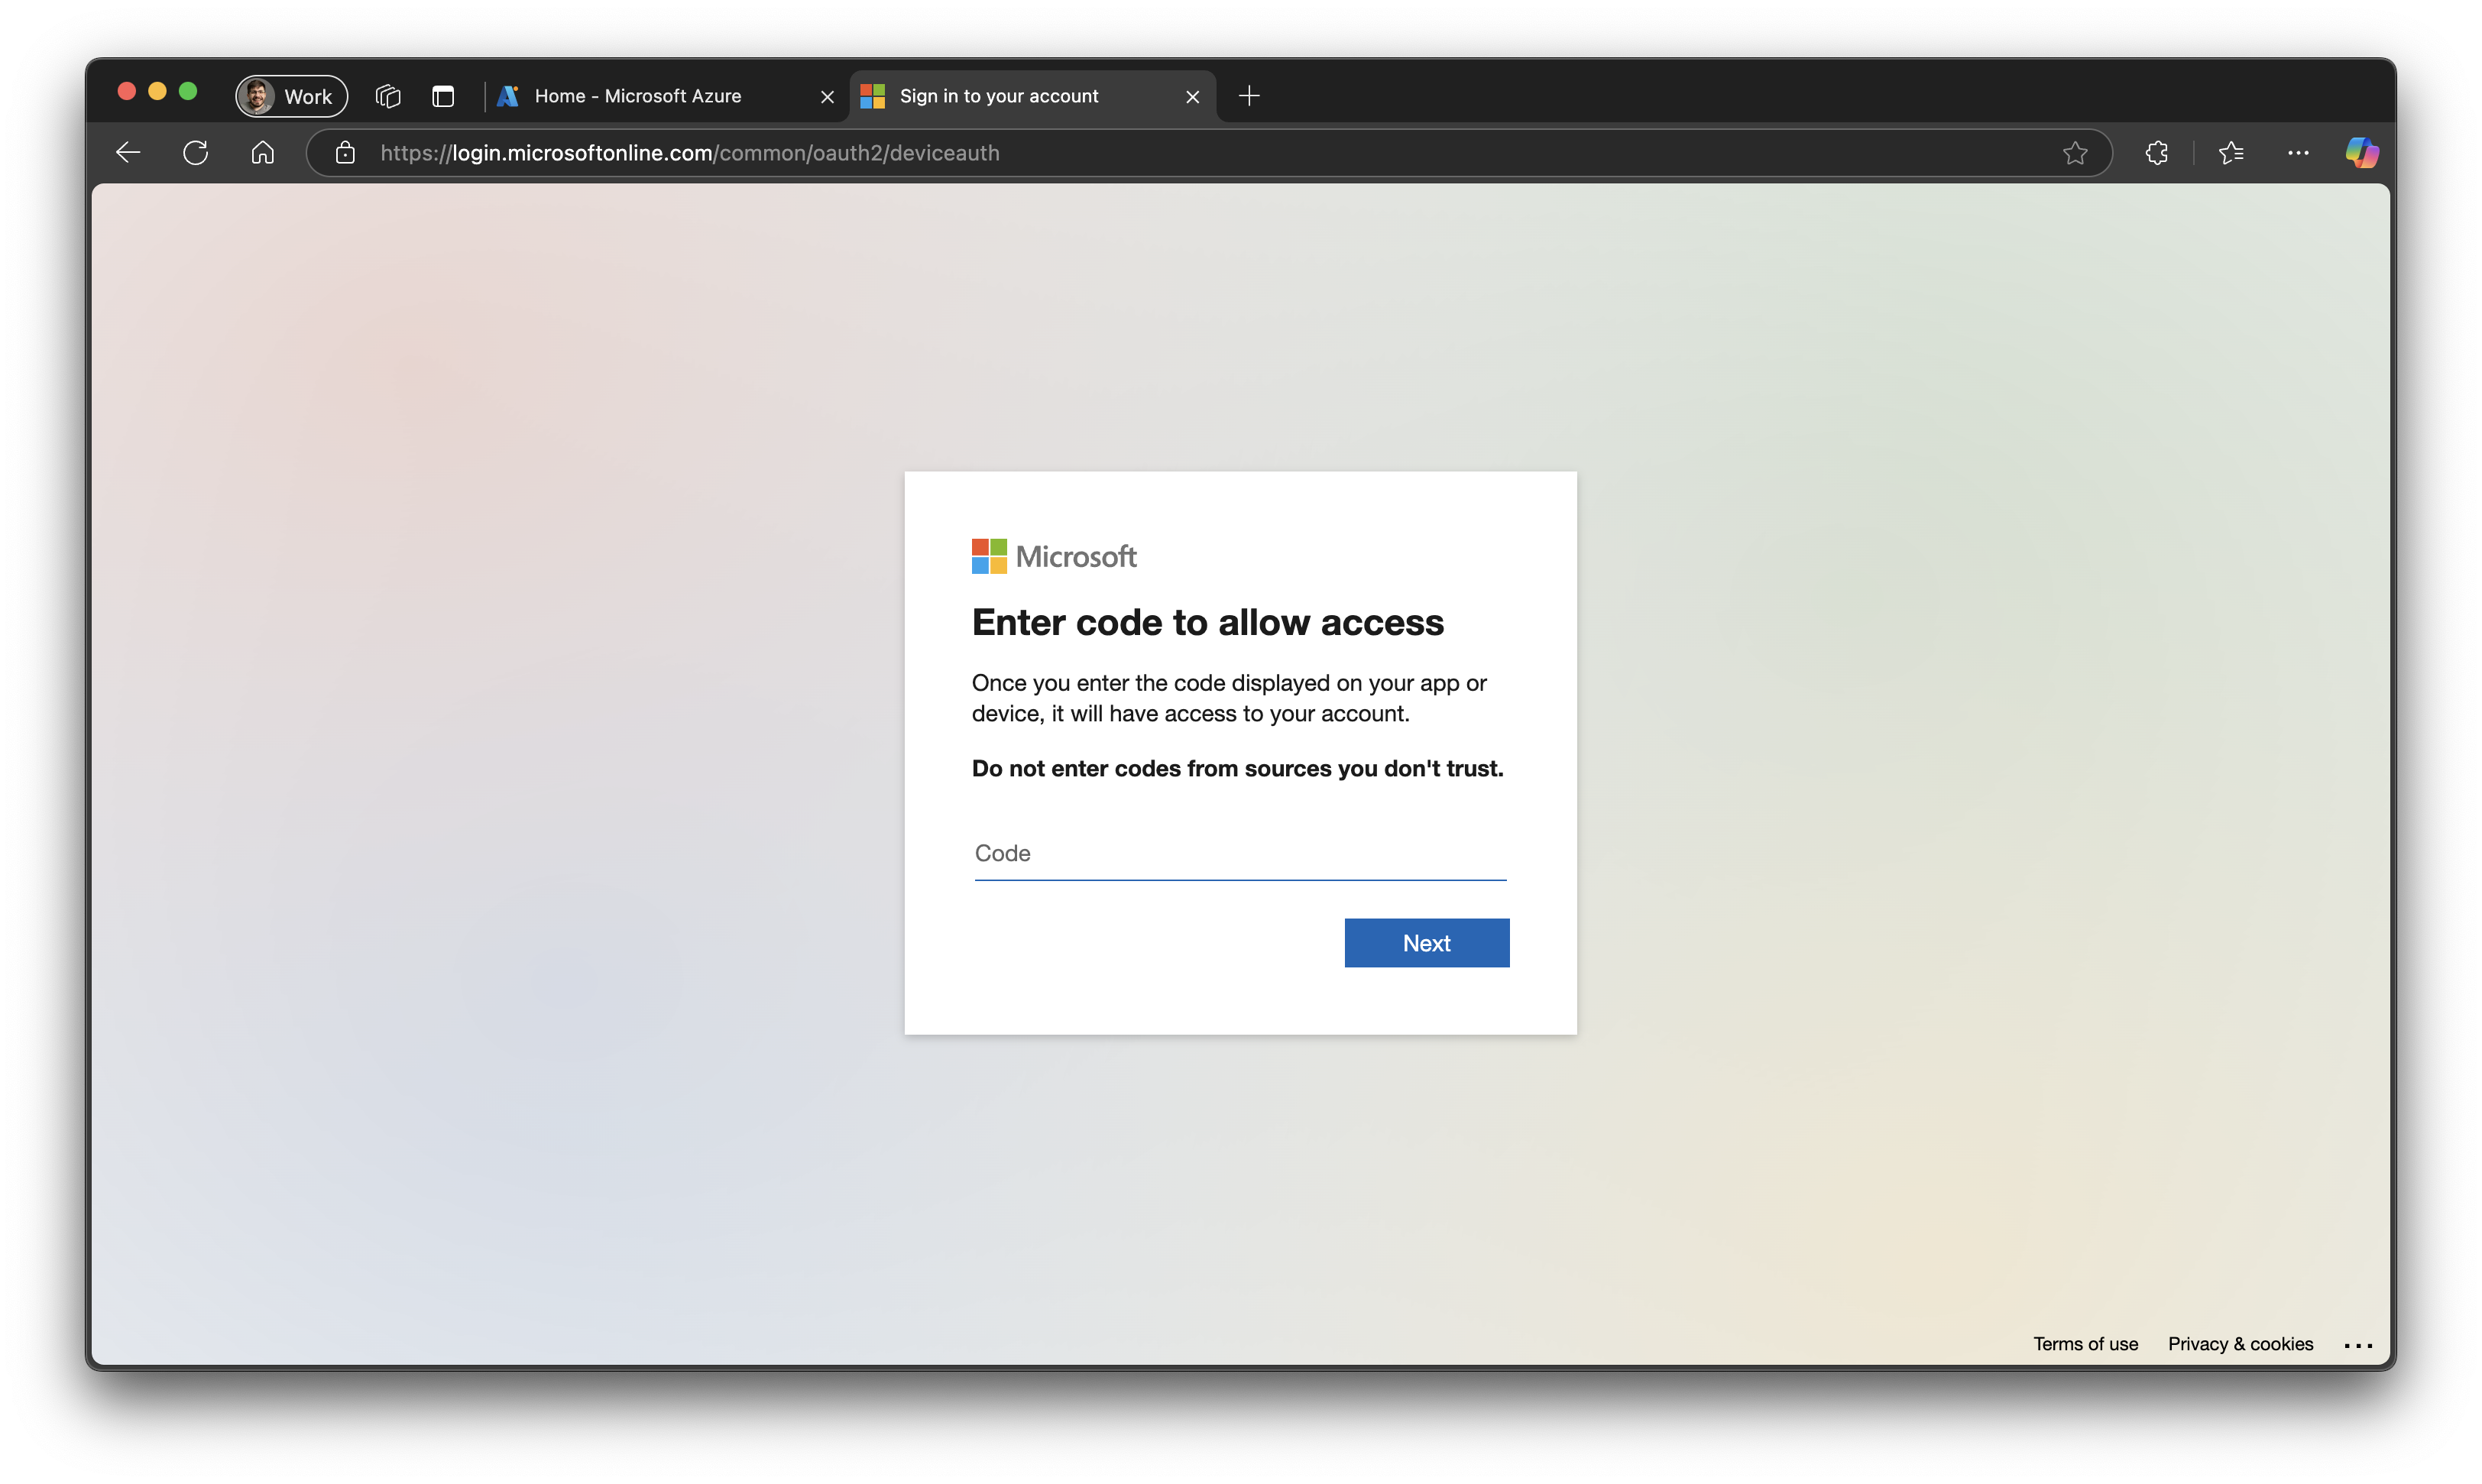 Work
Home - Microsoft Azure
Sign in to your account
https://login.microsoftonline.com/common/oauth2/deviceauth
Microsoft
Enter code to allow access
Once you enter the code displayed on your app or
device, it will have access to your account.
Do not enter codes from sources you don't trust.
Code
Next
Terms of use
Privacy & cookies